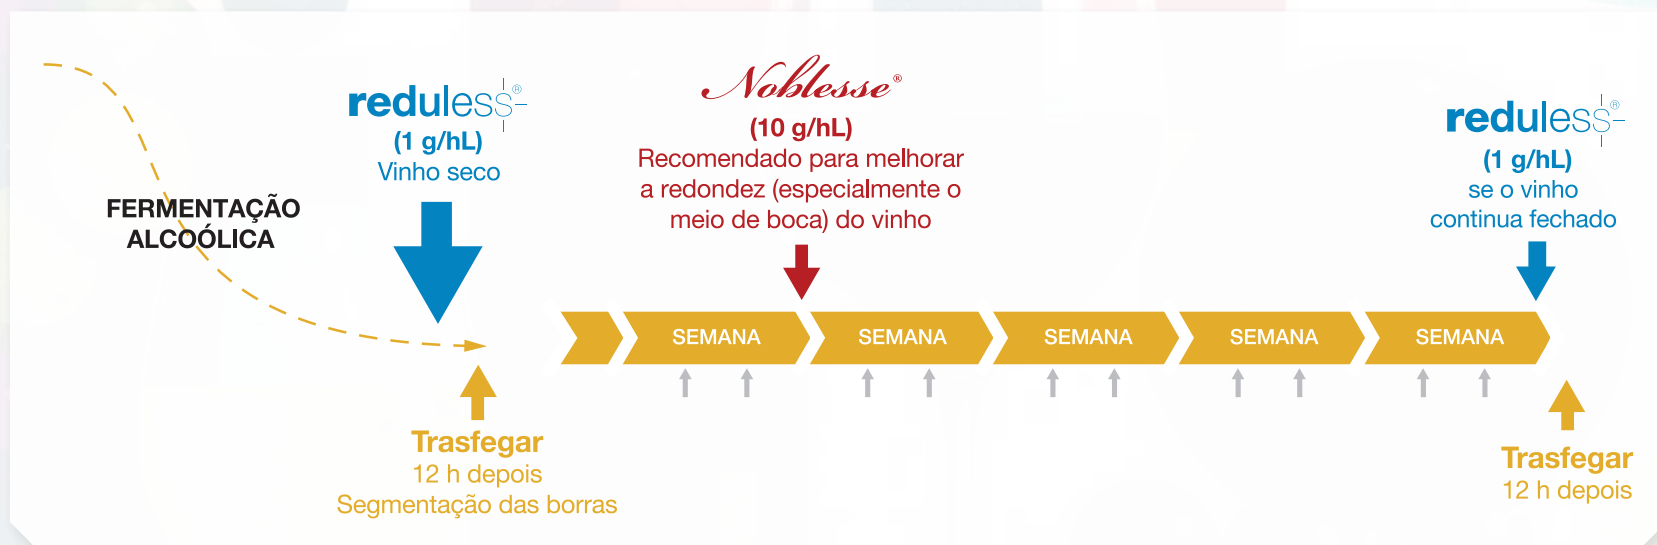 FERMENTAÇÃO
ALCOÓLICA
reduless®
(1 g/hL)
Vinho seco
Noblesse®
(10 g/hL)
Recomendado para melhorar
a redondez (especialmente o
meio de boca) do vinho
reduless®
(1 g/hL)
se o vinho
continua fechado
SEMANA SEMANA SEMANA SEMANA SEMANA
Trasfegar
12 h depois
Segmentação das borras
Trasfegar
12 h depois